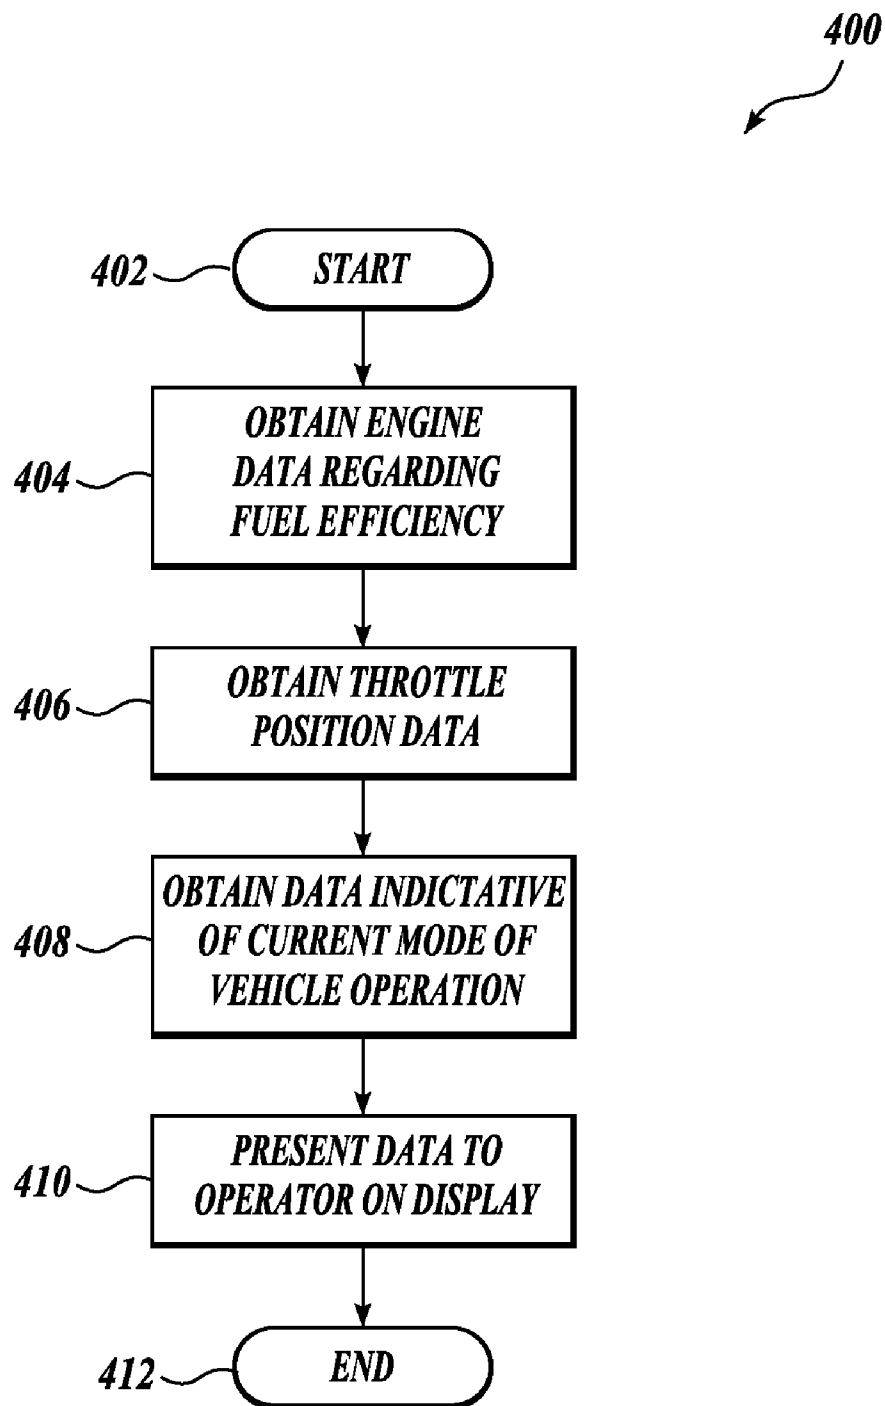 400
402
START
404
OBTAIN ENGINE
DATA REGARDING
FUEL EFFICIENCY
406
OBTAIN THROTTLE
POSITION DATA
408
OBTAIN DATA INDICTATIVE
OF CURRENT MODE OF
VEHICLE OPERATION
410
PRESENT DATA TO
OPERATOR ON DISPLAY
412
END